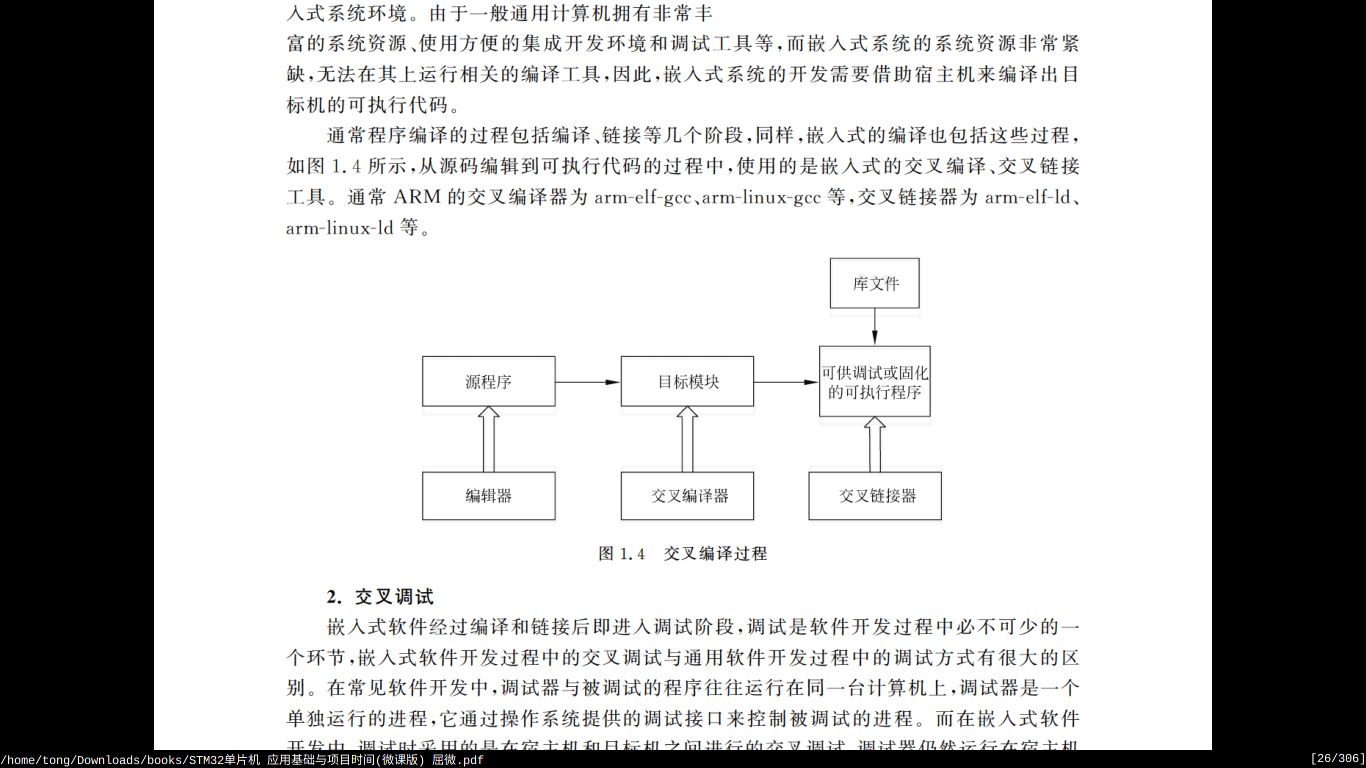 入式系统环境。由于一般通用计算机拥有非常丰
富的系统资源、使用方便的集成开发环境和调试工具等,而嵌入式系统的系统资源非常紧
缺,无法在其上运行相关的编译工具,因此,嵌入式系统的开发需要借助宿主机来编译出目
标机的可执行代码。
通常程序编译的过程包括编译、链接等几个阶段,同样,嵌入式的编译也包括这些过程,
如图 1.4 所示,从源码编辑到可执行代码的过程中,使用的是嵌入式的交叉编译、交叉链接
工具。通常 ARM 的交叉编译器为 arm-elf-gcc、arm-linux-gcc 等,交叉链接器为 arm-elf-ld、
arm-linux-ld 等。
库文件
源程序
目标模块
可供调试或固化
的可执行程序
编辑器
交叉编译器
交叉链接器
图 1.4 交叉编译过程
2. 交叉调试
嵌入式软件经过编译和链接后即进入调试阶段,调试是软件开发过程中必不可少的一
个环节,嵌入式软件开发过程中的交叉调试与通用软件开发过程中的调试方式有很大的区
别。在常见软件开发中,调试器与被调试的程序往往运行在同一台计算机上,调试器是一个
单独运行的进程,它通过操作系统提供的调试接口来控制被调试的进程。而在嵌入式软件
开发中,调试时采用的是在宿主机和目标机之间进行的交叉调试,调试器仍然运行在宿主机
/home/tong/Downloads/books/STM32单片机 应用基础与项目时间(微课版) 屈微.pdf
[26/306]